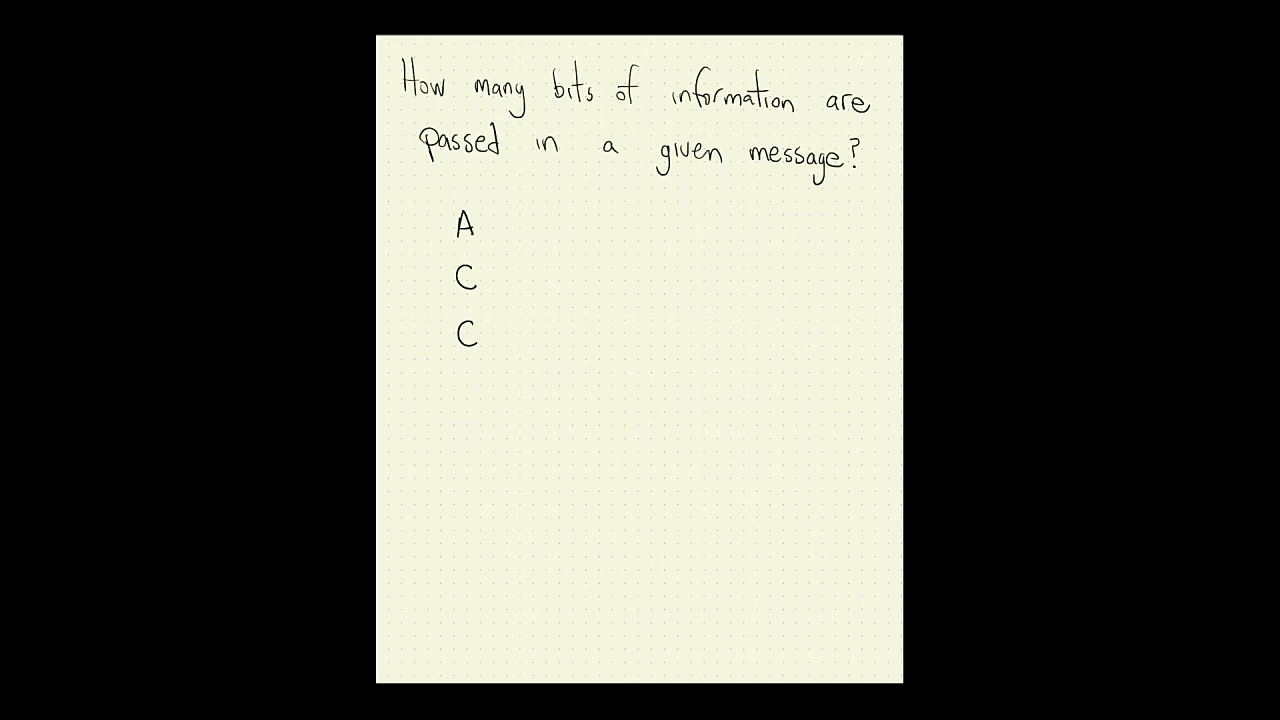 How many bits of information are
passed in a given message?
A
C
C